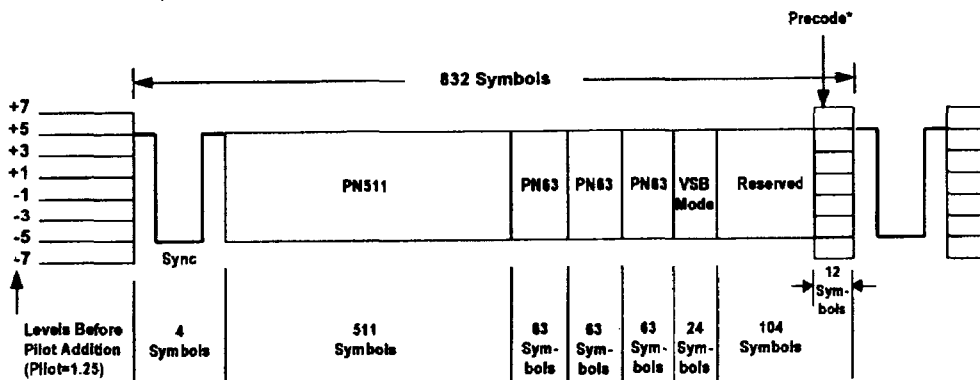 Precode*
832 Symbols
+7
+5
+3
+1
-1
-3
-5
-7
PN511
PN63
PN63
PN63
VSB
Mode
Reserved
Sync
Levels Before
Pilot Addition
(Pilot=1.25)
4
Symbols
511
Symbols
63
Sym-
bols
63
Sym-
bols
63
Sym-
bols
24
Sym-
bols
104
Symbols
12
Sym-
bols